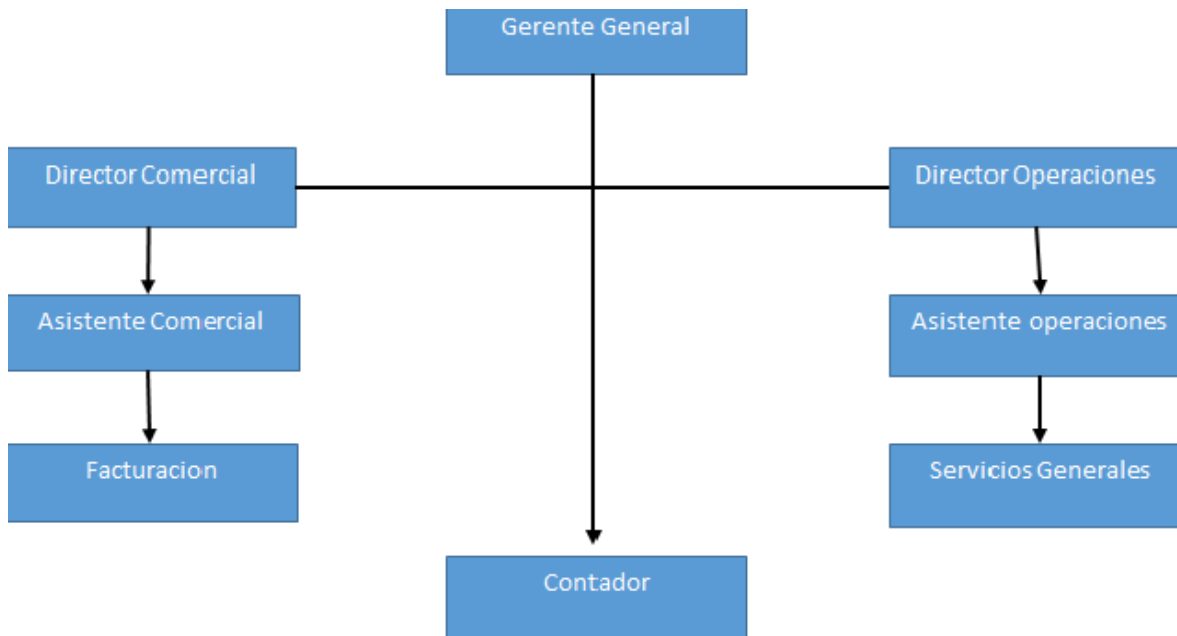 Gerente General
Director Comercial
Director Operaciones
Asistente Comercial
Asistente operaciones
Facturacion
Servicios Generales
Contador